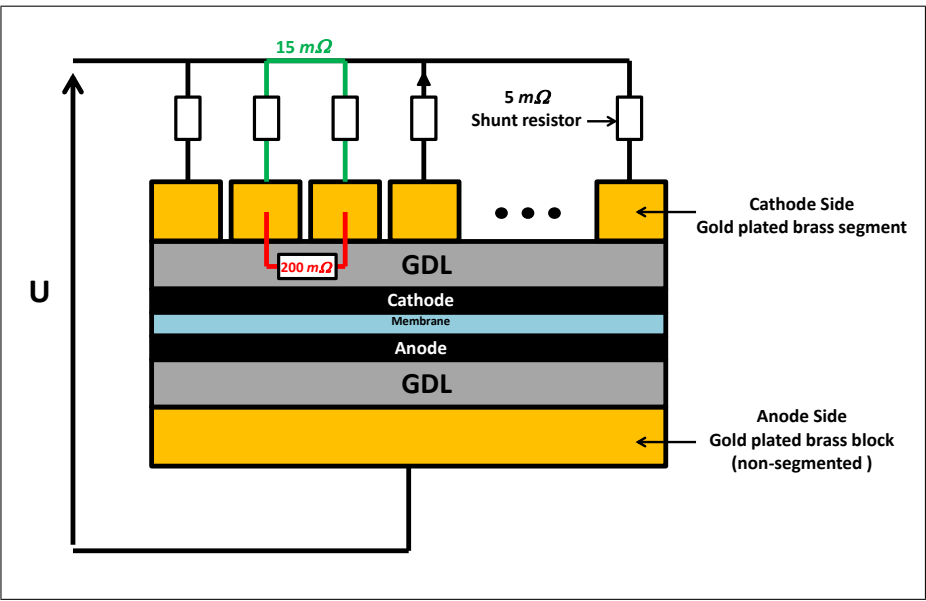 15 mΩ
5 mΩ
Shunt resistor
Cathode Side
Gold plated brass segment
200 mΩ
GDL
U
Cathode
Membrane
Anode
GDL
Anode Side
Gold plated brass block
(non-segmented )